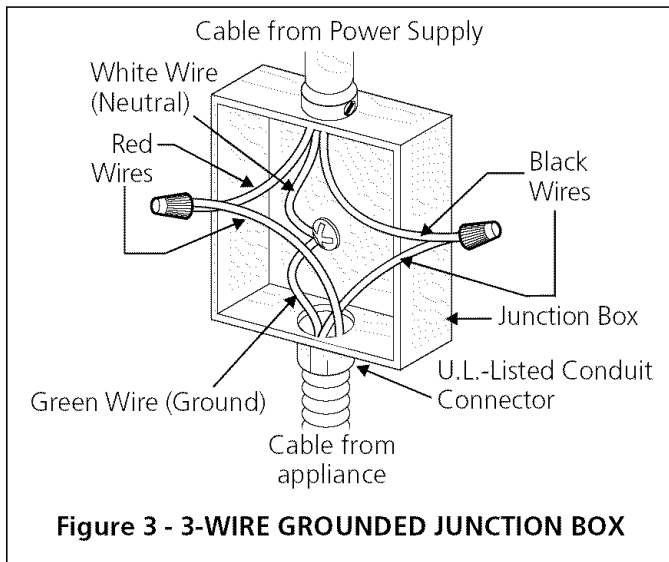 Cable from Power Supply
White Wire
(Neutral)
Red
Wires
Black
Wires
Junction Box
U.L.-Listed Conduit
Connector
Green Wire (Ground)
Cable from
appliance
Figure 3 - 3-WIRE GROUNDED JUNCTION BOX